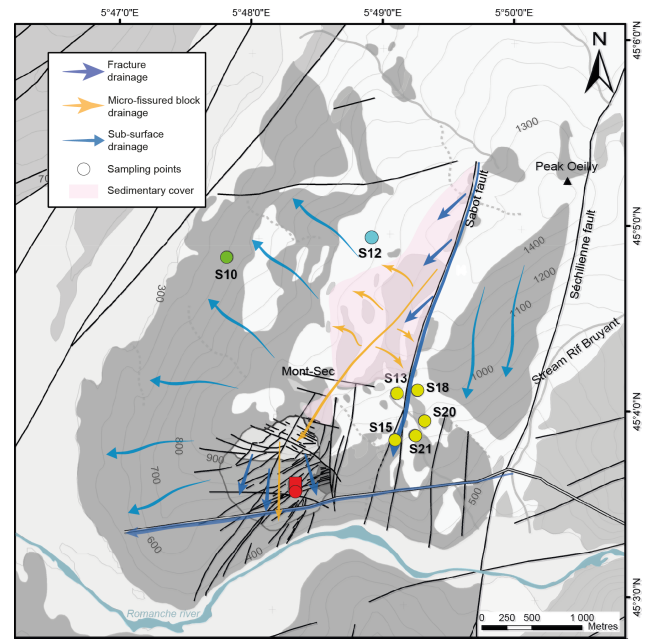 5°47'0"E
5°48'0"E
5°49'0"E
5°50'0"E
45°6'0"N
N
Fracture
drainage
Micro-fissured block
drainage
Sub-surface
drainage
Sampling points
Sedimentary cover
1300
Peak Oeilly
Sabot fault
45°5'0"N
S12
S10
Séchilienne fault
1400
1200
1100
300
Stream Rif Bruyant
1000
Mont-Sec
S13
S18
45°4'0"N
S20
S15
S21
800
900
700
500
600
400
45°3'0"N
Romanche river
0 250 500 1 000
Metres